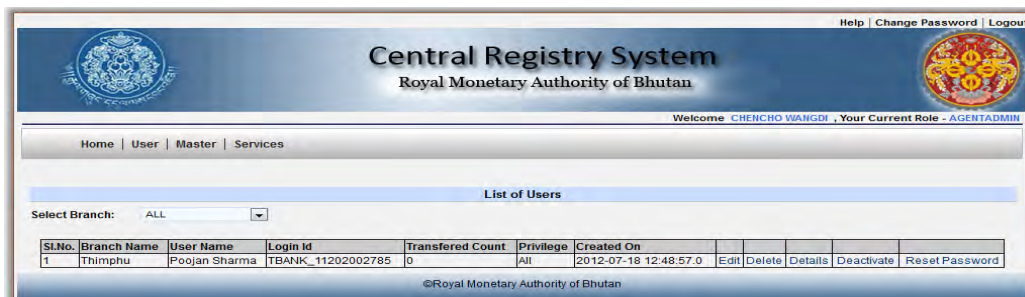 Help | Change Password | Logout
Central Registry System
Royal Monetary Authority of Bhutan
Welcome CHENCHO WANGDI , Your Current Role - AGENTADMIN
Home | User | Master | Services
List of Users
Select Branch: ALL
Sl.No. Branch Name User Name Login Id Transfered Count Privilege Created On
1 Thimphu Poojan Sharma TBANK_11202002785 0 All 2012-07-18 12:48:57.0 Edit Delete Details Deactivate Reset Password
©Royal Monetary Authority of Bhutan